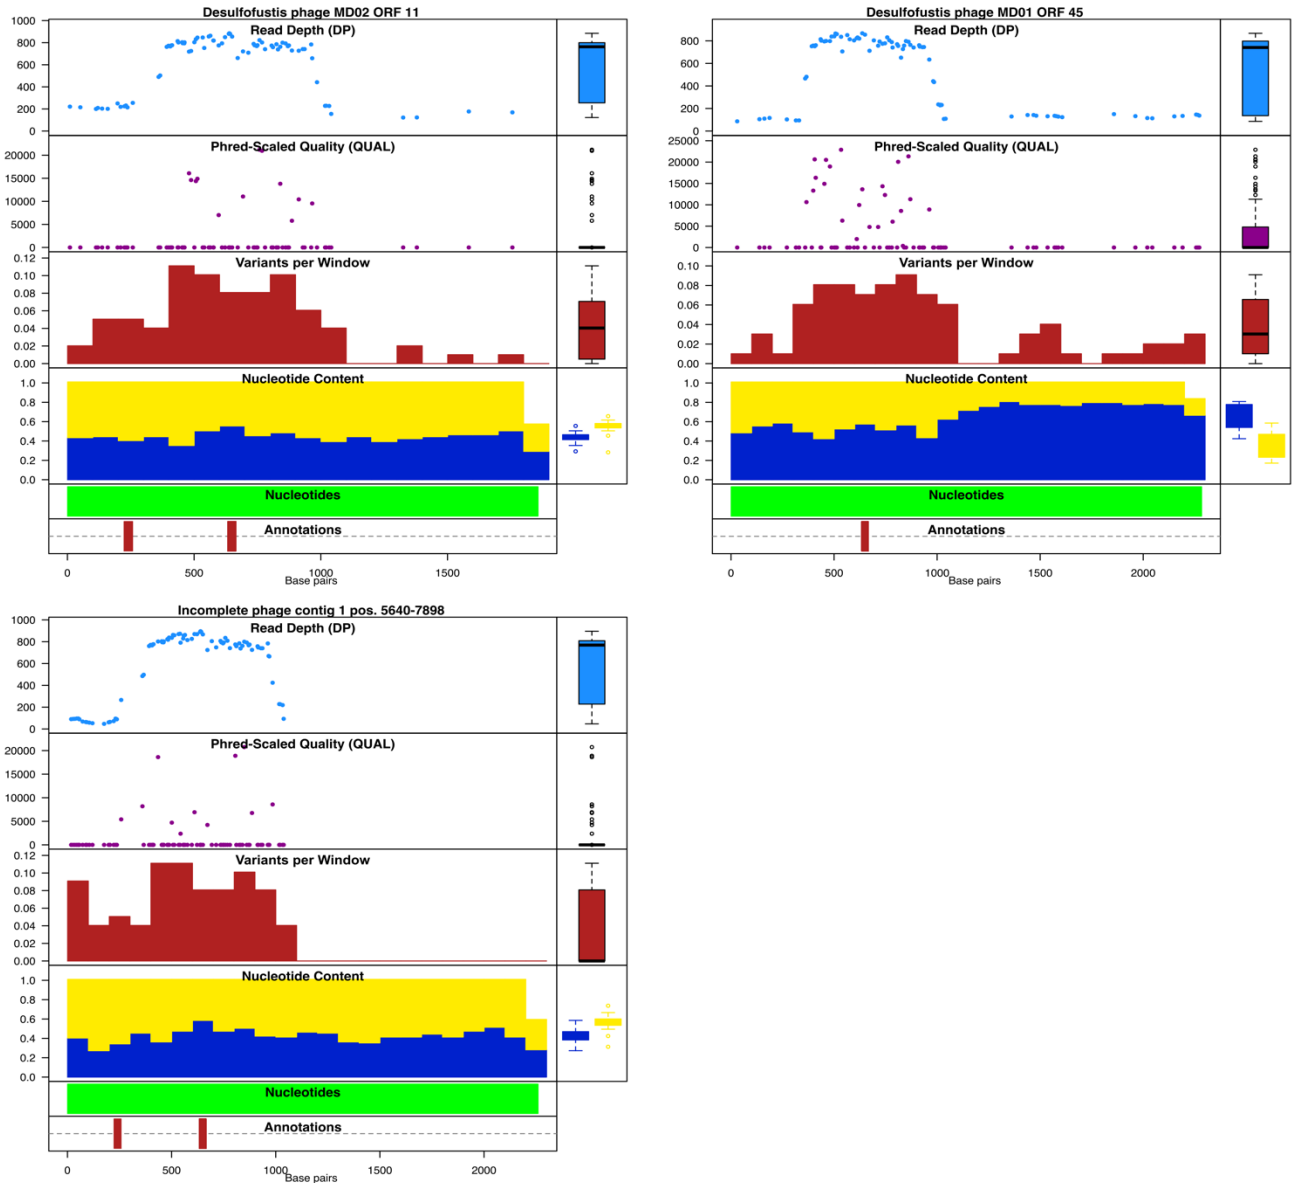 Desulfofustis phage MD02 ORF 11
Read Depth (DP)
1000
800
600
400
200
0
Phred-Scaled Quality (QUAL)
20000
15000
10000
5000
0
Variants per Window
0.12
0.10
0.08
0.06
0.04
0.02
0.00
Nucleotide Content
1.0
0.8
0.6
0.4
0.2
0.0
Nucleotides
Annotations
0 500 1000 1500
Base pairs
Desulfofustis phage MD01 ORF 45
Read Depth (DP)
800
600
400
200
0
Phred-Scaled Quality (QUAL)
25000
20000
15000
10000
5000
0
Variants per Window
0.10
0.08
0.06
0.04
0.02
0.00
Nucleotide Content
1.0
0.8
0.6
0.4
0.2
0.0
Nucleotides
Annotations
0 500 1000 1500 2000
Base pairs
Incomplete phage contig 1 pos. 5640-7898
Read Depth (DP)
1000
800
600
400
200
0
Phred-Scaled Quality (QUAL)
20000
15000
10000
5000
0
Variants per Window
0.12
0.10
0.08
0.06
0.04
0.02
0.00
Nucleotide Content
1.0
0.8
0.6
0.4
0.2
0.0
Nucleotides
Annotations
0 500 1000 1500 2000
Base pairs